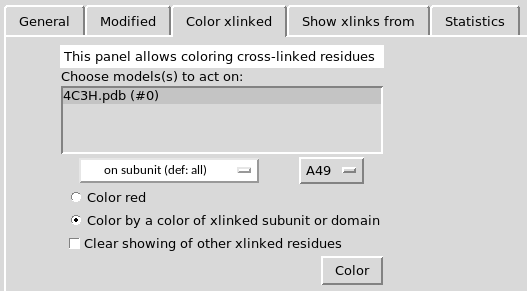 General Modified Color xlinked Show xlinks from Statistics
This panel allows coloring cross-linked residues
Choose models(s) to act on:
4C3H.pdb (#0)
on subunit (def: all) A49
Color red
Color by a color of xlinked subunit or domain
Clear showing of other xlinked residues
Color